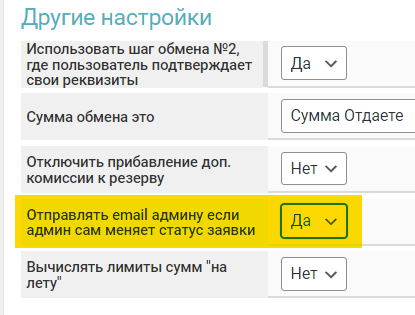 Другие настройки
Использовать шаг обмена №2,
где пользователь подтверждает
свои реквизиты
Да
Сумма обмена это
Сумма Отдаете
Отключить прибавление доп.
комиссии к резерву
Нет
Отправлять email админу если
админ сам меняет статус заявки
Да
Вычислять лимиты сумм "на
лету"
Нет